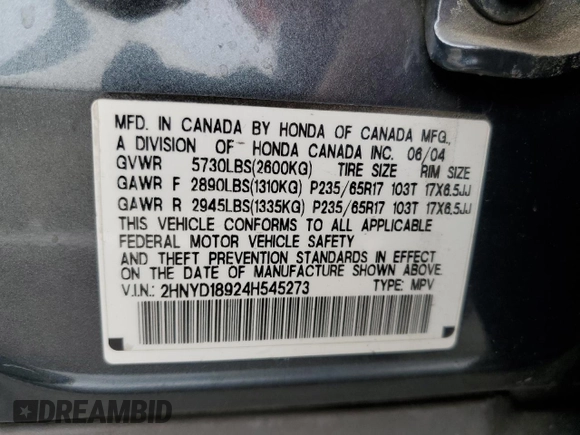 MFD. IN CANADA BY HONDA OF CANADA MFG.,
A DIVISION OF HONDA CANADA INC. 06/04
GVWR 5730LBS(2600KG) TIRE SIZE RIM SIZE
GAWR F 2890LBS(1310KG) P235/65R17 103T 17X6.5JJ
GAWR R 2945LBS(1335KG) P235/65R17 103T 17X6.5JJ
THIS VEHICLE CONFORMS TO ALL APPLICABLE
FEDERAL MOTOR VEHICLE SAFETY
AND THEFT PREVENTION STANDARDS IN EFFECT
ON THE DATE OF MANUFACTURE SHOWN ABOVE.
V.I.N.: 2HNYD18924H545273 TYPE: MPV
DREAMBID